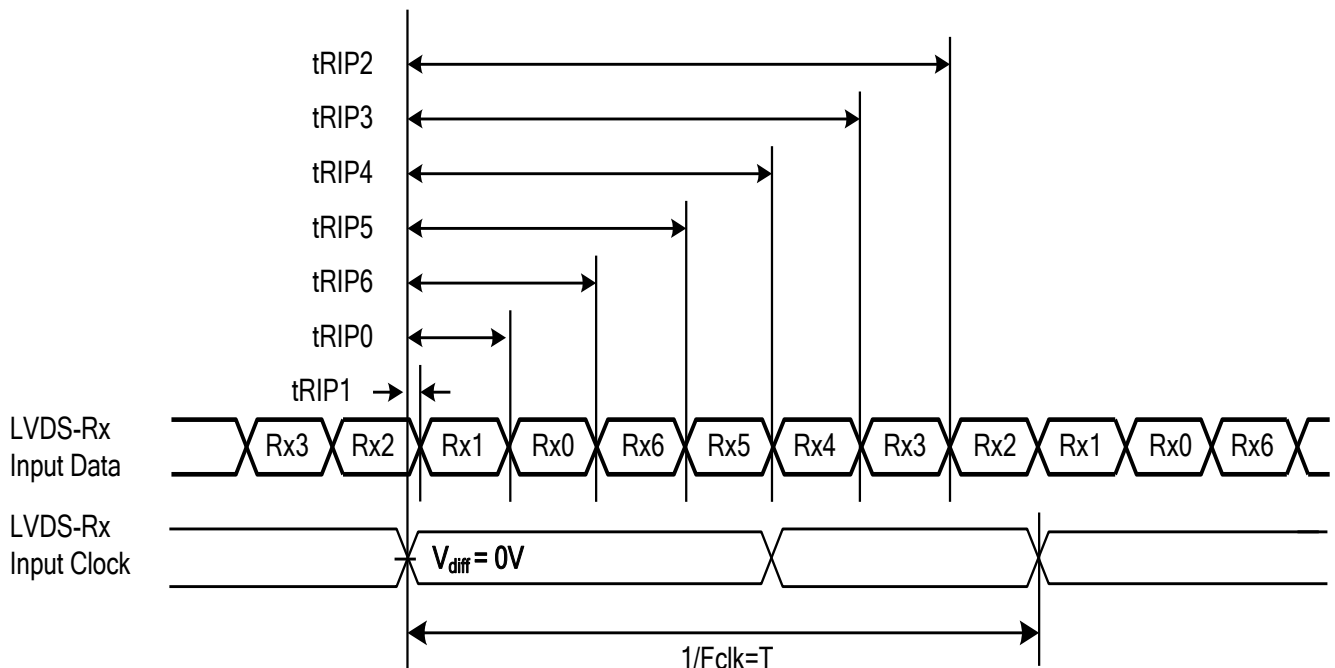 tRIP2
tRIP3
tRIP4
tRIP5
tRIP6
tRIP0
tRIP1
LVDS-Rx
Input Data
Rx3 Rx2 Rx1 Rx0 Rx6 Rx5 Rx4 Rx3 Rx2 Rx1 Rx0 Rx6
LVDS-Rx
Input Clock
Vdiff = 0V
1/Fclk=T